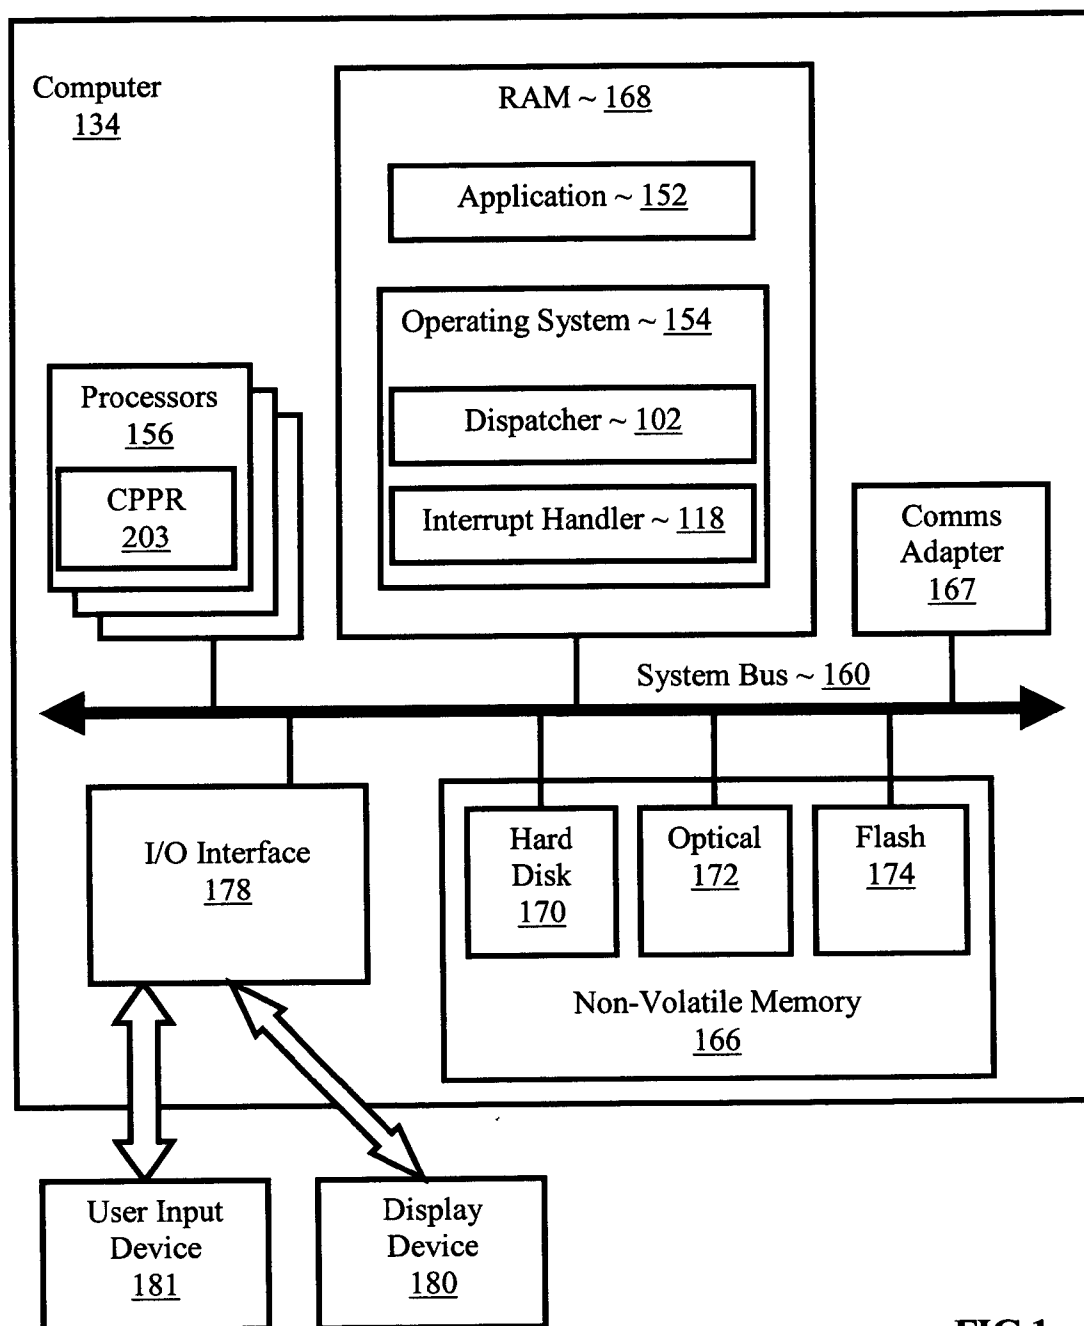 Computer
134
RAM ~ 168
Application ~ 152
Operating System ~ 154
Dispatcher ~ 102
Interrupt Handler ~ 118
Processors
156
CPPR
203
Comms
Adapter
167
System Bus ~ 160
I/O Interface
178
Hard
Disk
170
Optical
172
Flash
174
Non-Volatile Memory
166
User Input
Device
181
Display
Device
180
FIG 1